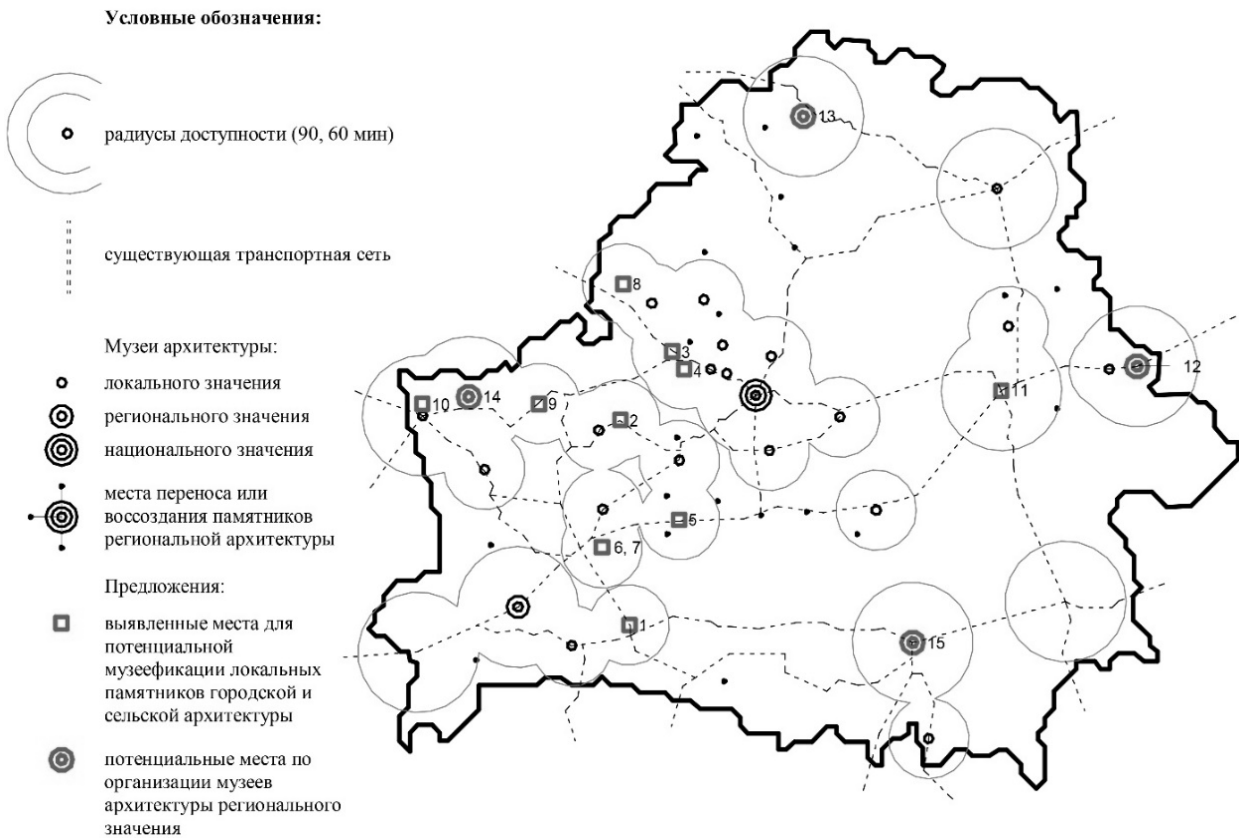 Условные обозначения:
радиусы доступности (90, 60 мин)
существующая транспортная сеть
Музеи архитектуры:
локального значения
регионального значения
национального значения
места переноса или
воссоздания памятников
региональной архитектуры
Предложения:
выявленные места для
потенциальной
музеефикации локальных
памятников городской и
сельской архитектуры
потенциальные места по
организации музеев
архитектуры регионального
значения
13
8
3
4
12
10
14
9
2
11
5
6, 7
1
15